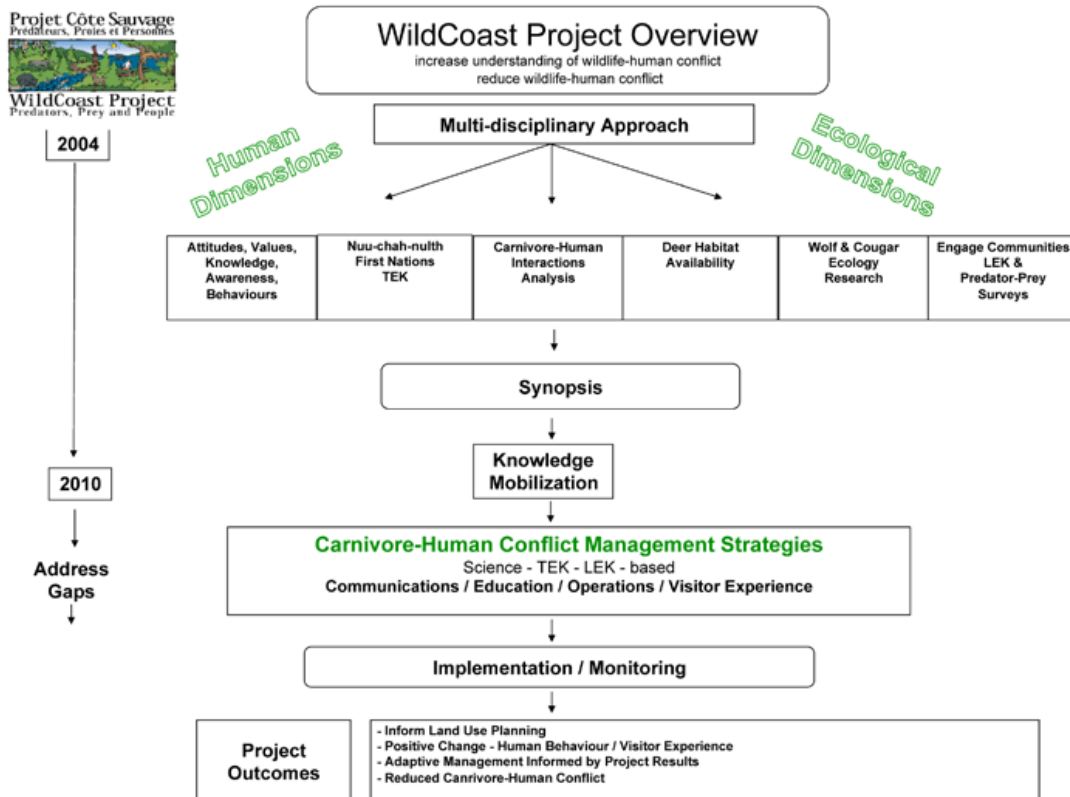 Projet Côte Sauvage
Prédateurs, Proies et Personnes
WildCoast Project
Predators, Prey and People
WildCoast Project Overview
increase understanding of wildlife-human conflict
reduce wildlife-human conflict
Multi-disciplinary Approach
2004
Human
Dimensions
Ecological
Dimensions
Attitudes, Values,
Knowledge,
Awareness,
Behaviours
Nuu-chah-nulth
First Nations
TEK
Carnivore-Human
Interactions
Analysis
Deer Habitat
Availability
Wolf & Cougar
Ecology
Research
Engage Communities
LEK &
Predator-Prey
Surveys
Synopsis
Knowledge
Mobilization
2010
Address
Gaps
Carnivore-Human Conflict Management Strategies
Science - TEK - LEK - based
Communications / Education / Operations / Visitor Experience
Implementation / Monitoring
Project
Outcomes
- Inform Land Use Planning
- Positive Change - Human Behaviour / Visitor Experience
- Adaptive Management Informed by Project Results
- Reduced Canrivore-Human Conflict